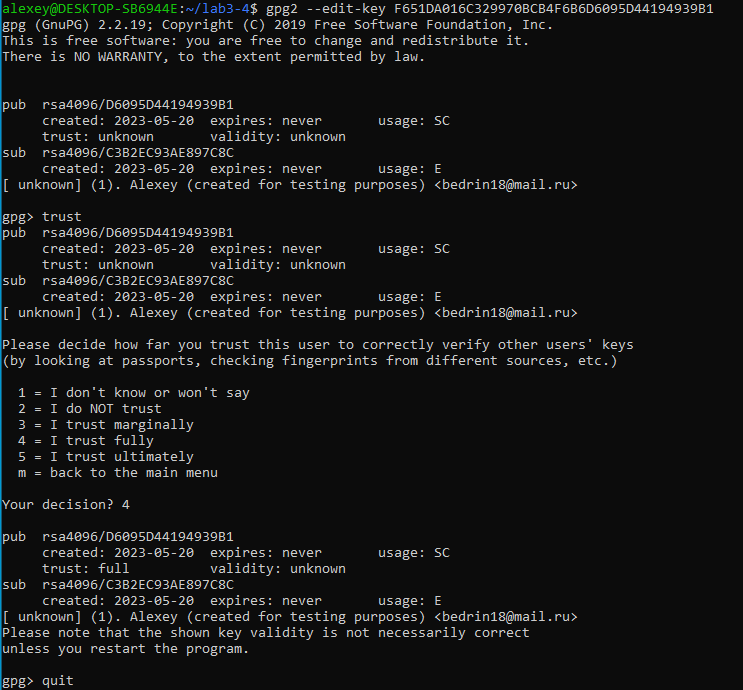 alexey@DESKTOP-SB6944E:~/lab3-4$ gpg2 --edit-key F651DA016C329970BCB4F6B6D6095D44194939B1
gpg (GnuPG) 2.2.19; Copyright (C) 2019 Free Software Foundation, Inc.
This is free software: you are free to change and redistribute it.
There is NO WARRANTY, to the extent permitted by law.


pub  rsa4096/D6095D44194939B1
     created: 2023-05-20  expires: never       usage: SC
     trust: unknown       validity: unknown
sub  rsa4096/C3B2EC93AE897C8C
     created: 2023-05-20  expires: never       usage: E
[ unknown] (1). Alexey (created for testing purposes) <bedrin18@mail.ru>

gpg> trust
pub  rsa4096/D6095D44194939B1
     created: 2023-05-20  expires: never       usage: SC
     trust: unknown       validity: unknown
sub  rsa4096/C3B2EC93AE897C8C
     created: 2023-05-20  expires: never       usage: E
[ unknown] (1). Alexey (created for testing purposes) <bedrin18@mail.ru>

Please decide how far you trust this user to correctly verify other users' keys
(by looking at passports, checking fingerprints from different sources, etc.)

  1 = I don't know or won't say
  2 = I do NOT trust
  3 = I trust marginally
  4 = I trust fully
  5 = I trust ultimately
  m = back to the main menu

Your decision? 4

pub  rsa4096/D6095D44194939B1
     created: 2023-05-20  expires: never       usage: SC
     trust: full          validity: unknown
sub  rsa4096/C3B2EC93AE897C8C
     created: 2023-05-20  expires: never       usage: E
[ unknown] (1). Alexey (created for testing purposes) <bedrin18@mail.ru>
Please note that the shown key validity is not necessarily correct
unless you restart the program.

gpg> quit